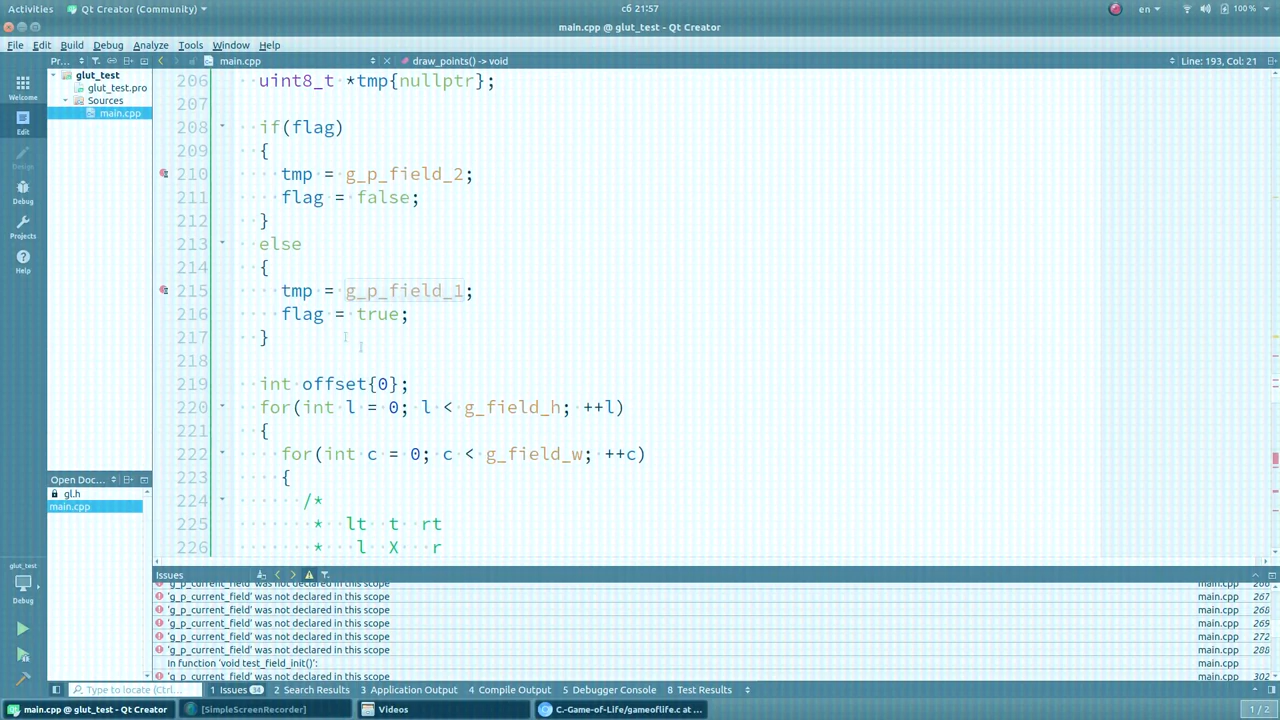 Activities
Qt Creator (Community)
сб 21:57
en
100 %
main.cpp @ glut_test - Qt Creator
File Edit Build Debug Analyze Tools Window Help
Pr...
main.cpp
draw_points() -> void
Line: 193, Col: 21
Welcome
Edit
Design
Debug
Projects
Help
glut_test
Debug
glut_test
glut_test.pro
Sources
main.cpp
Open Doc...
gl.h
main.cpp
206 uint8_t *tmp{nullptr};
207
208 if(flag)
209 {
210 tmp = g_p_field_2;
211 flag = false;
212 }
213 else
214 {
215 tmp = g_p_field_1;
216 flag = true;
217 }
218
219 int offset{0};
220 for(int l = 0; l < g_field_h; ++l)
221 {
222 for(int c = 0; c < g_field_w; ++c)
223 {
224 /*
225 * lt t rt
226 * l X r
Issues
'g_p_current_field' was not declared in this scope main.cpp 266
'g_p_current_field' was not declared in this scope main.cpp 267
'g_p_current_field' was not declared in this scope main.cpp 268
'g_p_current_field' was not declared in this scope main.cpp 269
'g_p_current_field' was not declared in this scope main.cpp 272
'g_p_current_field' was not declared in this scope main.cpp 288
In function 'void test_field_init()': main.cpp
'g_p_current_field' was not declared in this scope main.cpp 302
Type to locate (...
1 Issues 34
2 Search Results
3 Application Output
4 Compile Output
5 Debugger Console
8 Test Results
main.cpp @ glut_test - Qt Creator
[SimpleScreenRecorder]
Videos
C.-Game-of-Life/gameoflife.c at ...
1 / 2